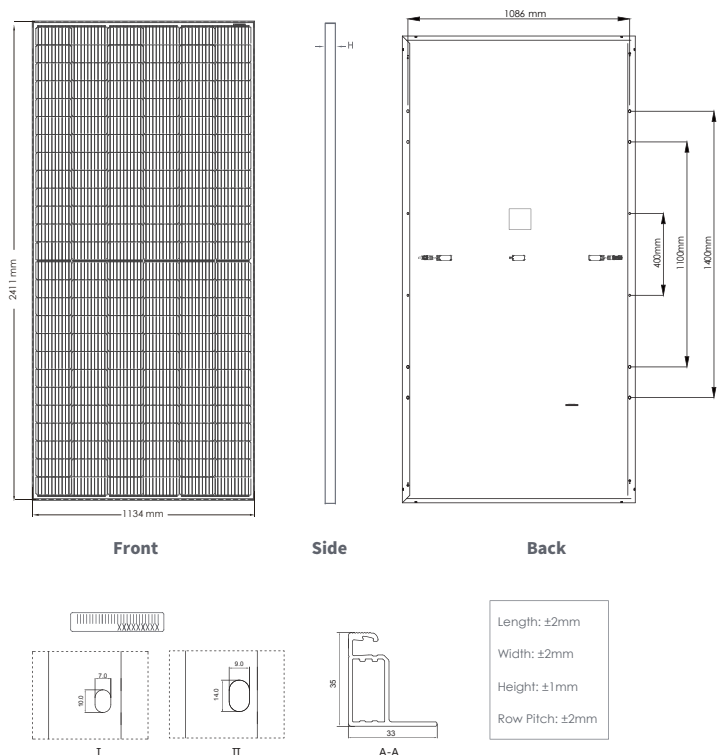 1086 mm
H
2411 mm
400mm
1100mm
1400mm
1134 mm
Front
Side
Back
Length: ±2mm
Width: ±2mm
Height: ±1mm
Row Pitch: ±2mm
7.0
10.0
9.0
14.0
35
33
I
II
A-A